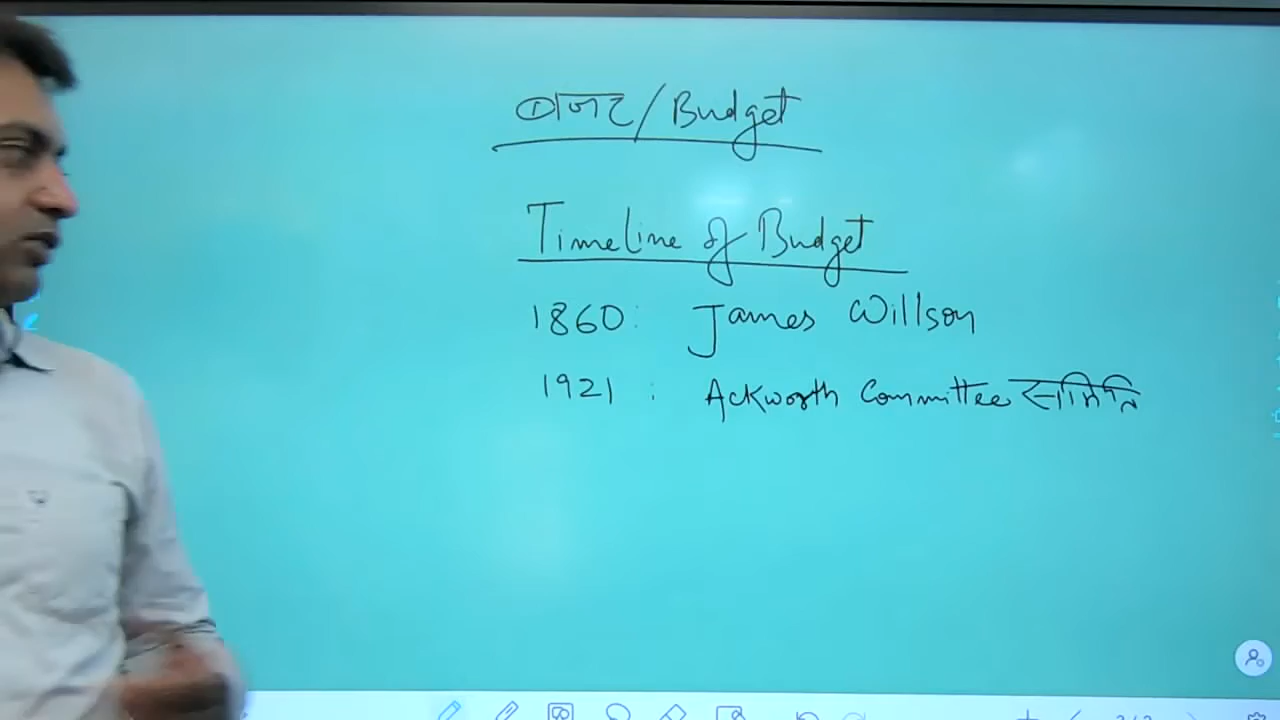 बजट/Budget
Timeline of Budget
1860: James Willson
1921: Ackworth Committee समिति